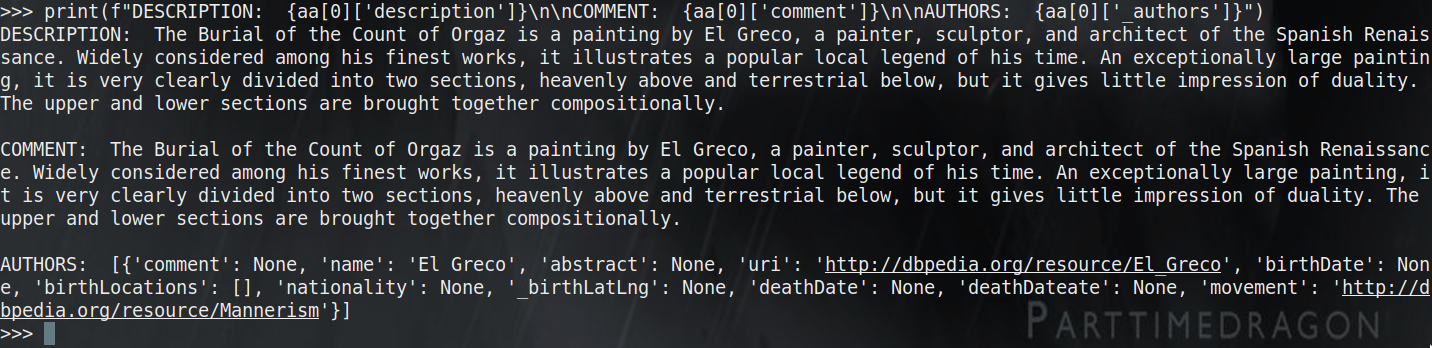 >>> print(f"DESCRIPTION:  {aa[0]['description']}\n\nCOMMENT:  {aa[0]['comment']}\n\nAUTHORS:  {aa[0]['_authors']}")
DESCRIPTION:  The Burial of the Count of Orgaz is a painting by El Greco, a painter, sculptor, and architect of the Spanish Renais
sance. Widely considered among his finest works, it illustrates a popular local legend of his time. An exceptionally large paintin
g, it is very clearly divided into two sections, heavenly above and terrestrial below, but it gives little impression of duality.
The upper and lower sections are brought together compositionally.

COMMENT:  The Burial of the Count of Orgaz is a painting by El Greco, a painter, sculptor, and architect of the Spanish Renaissanc
e. Widely considered among his finest works, it illustrates a popular local legend of his time. An exceptionally large painting, i
t is very clearly divided into two sections, heavenly above and terrestrial below, but it gives little impression of duality. The
upper and lower sections are brought together compositionally.

AUTHORS:  [{'comment': None, 'name': 'El Greco', 'abstract': None, 'uri': 'http://dbpedia.org/resource/El_Greco', 'birthDate': Non
e, 'birthLocations': [], 'nationality': None, '_birthLatLng': None, 'deathDate': None, 'deathDateate': None, 'movement': 'http://d
bpedia.org/resource/Mannerism'}]
>>>
PARTTIMEDRAGON